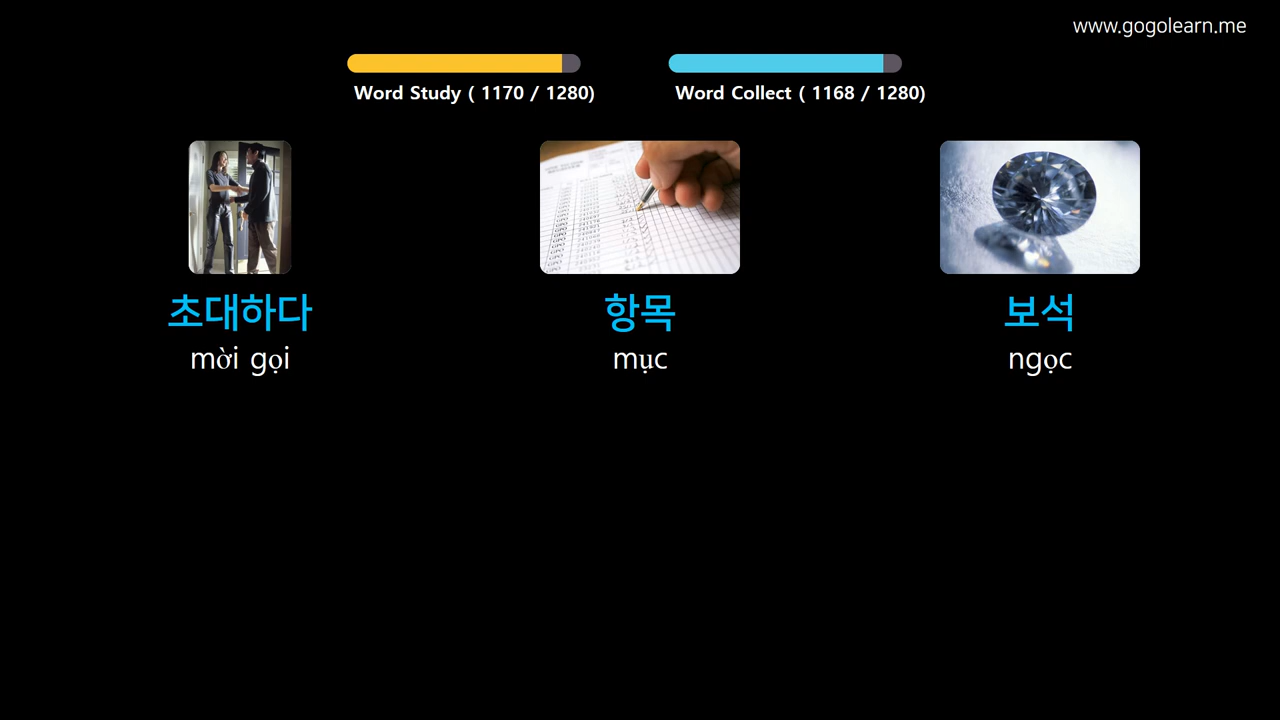 www.gogolearn.me
Word Study ( 1170 / 1280)
Word Collect ( 1168 / 1280)
초대하다
mời gọi
항목
mục
보석
ngọc